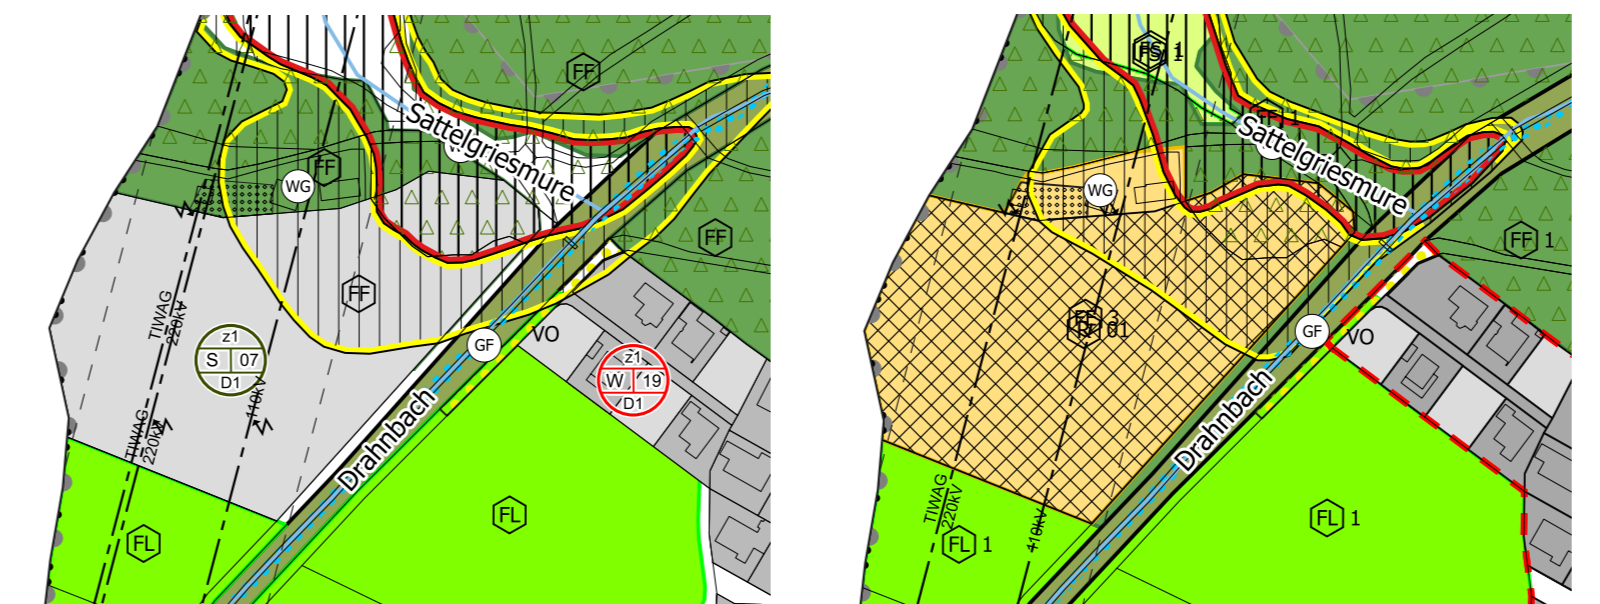 FF
Sattelgriesmure
FF
WG
FF
FF
TIWAG
220kV
z1
S 07
D1
110kV
TIWAG
220kV
GF
VO
z1
W 19
D1
Drahnbach
FL
FL
FS 1
Sattelgriesmure
WG
FF 1
GF
VO
Drahnbach
TIWAG
220kV
110kV
FL 1
FL 1